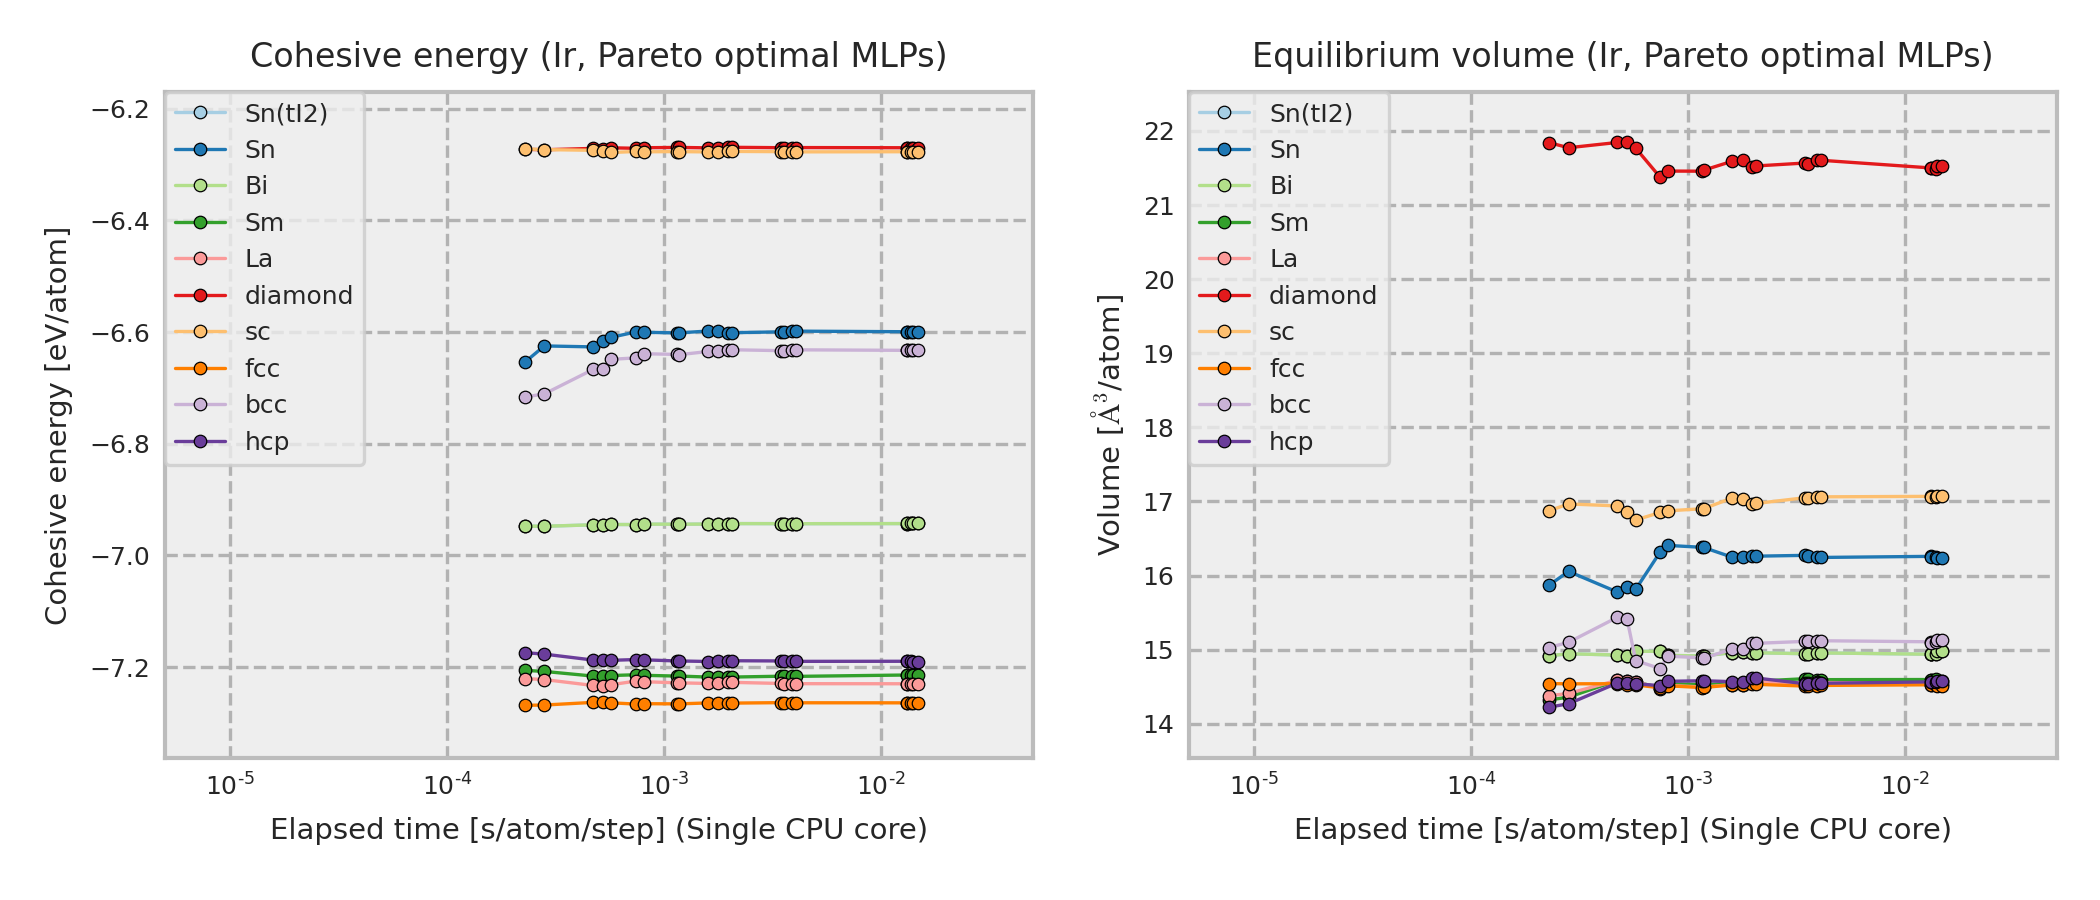 Cohesive energy (Ir, Pareto optimal MLPs)
−6.2
−6.4
−6.6
−6.8
−7.0
−7.2
Cohesive energy [eV/atom]
Sn(tI2)
Sn
Bi
Sm
La
diamond
sc
fcc
bcc
hcp
10-5 10-4 10-3 10-2
Elapsed time [s/atom/step] (Single CPU core)
Equilibrium volume (Ir, Pareto optimal MLPs)
22
21
20
19
18
17
16
15
14
Volume [Å3/atom]
Sn(tI2)
Sn
Bi
Sm
La
diamond
sc
fcc
bcc
hcp
10-5 10-4 10-3 10-2
Elapsed time [s/atom/step] (Single CPU core)